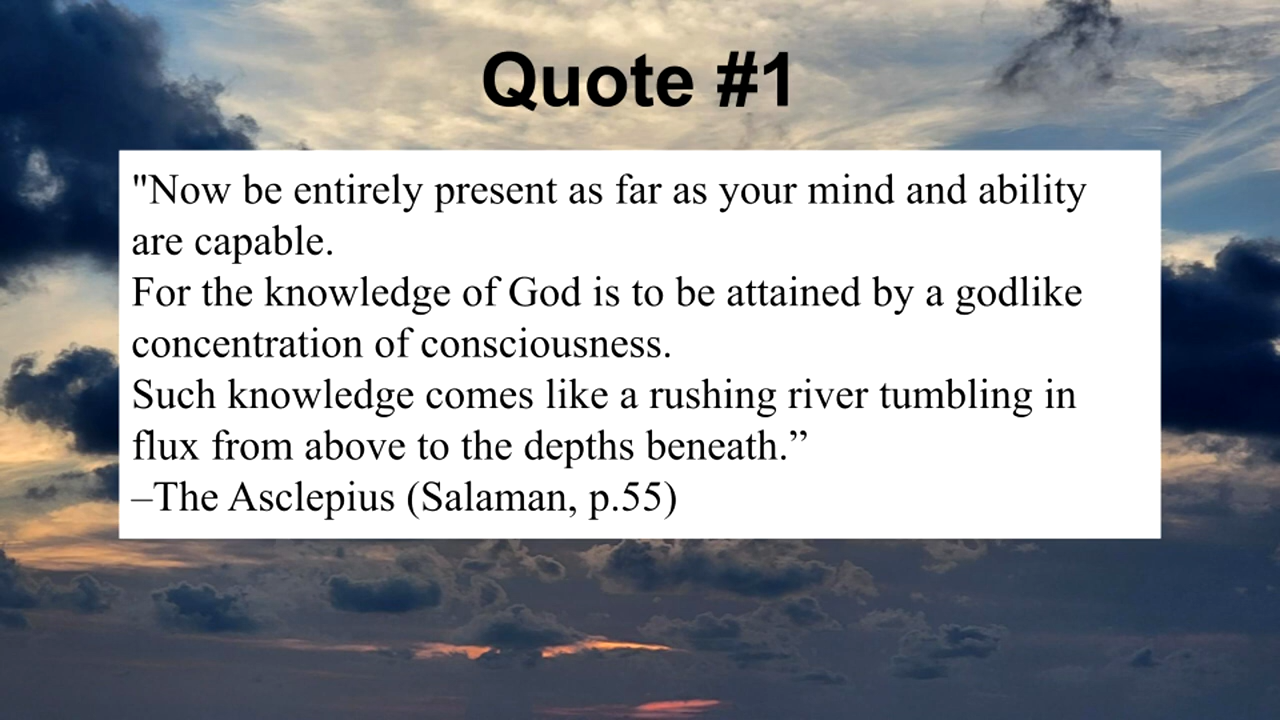 Quote #1
"Now be entirely present as far as your mind and ability
are capable.
For the knowledge of God is to be attained by a godlike
concentration of consciousness.
Such knowledge comes like a rushing river tumbling in
flux from above to the depths beneath.”
–The Asclepius (Salaman, p.55)